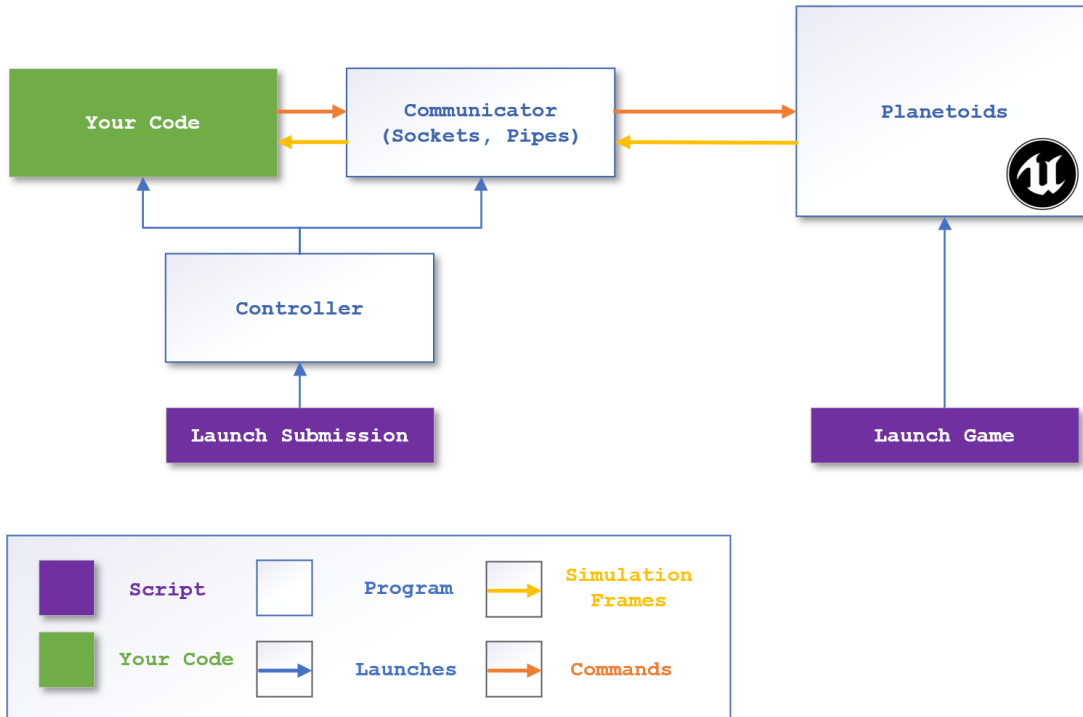 Your Code
Communicator
(Sockets, Pipes)
Planetoids
Controller
Launch Submission
Launch Game
Script
Program
Simulation
Frames
Your Code
Launches
Commands